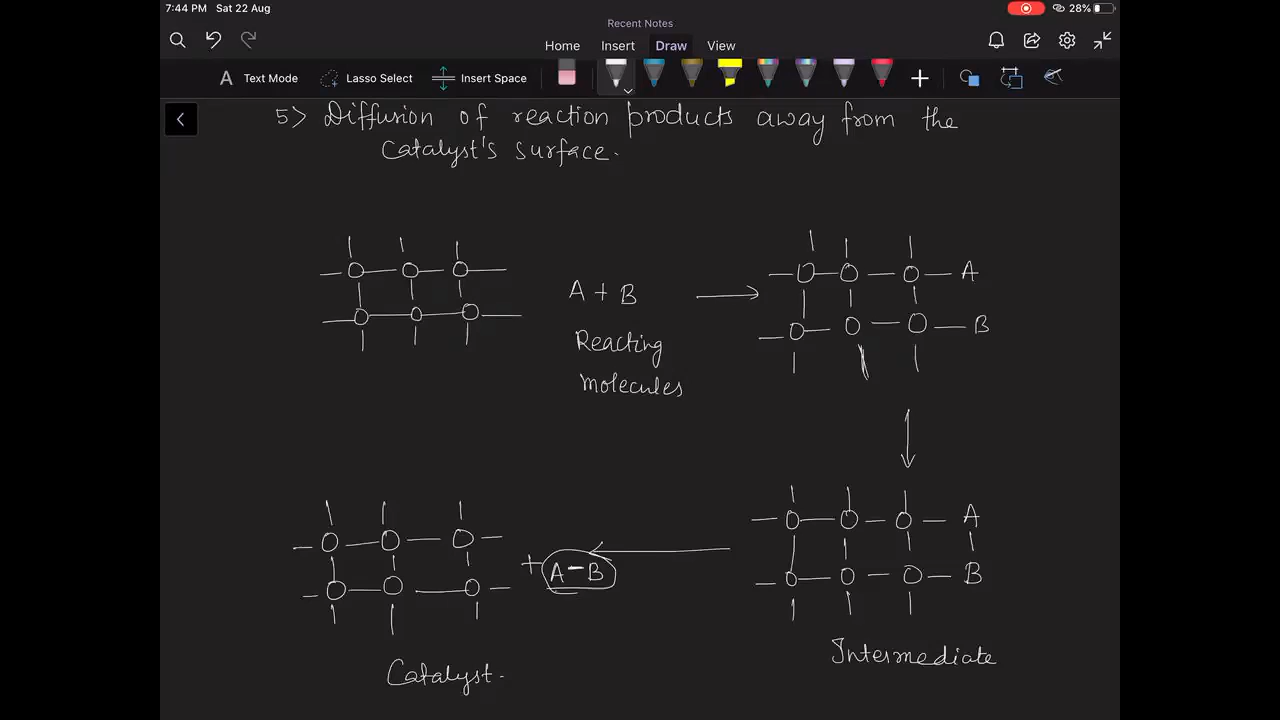 7:44 PM Sat 22 Aug
28%
Recent Notes
Home Insert Draw View
A Text Mode Lasso Select Insert Space
5> Diffusion of reaction products away from the
Catalyst's surface.
A + B
Reacting
molecules
A
B
A
B
Intermediate
+ A - B
Catalyst.